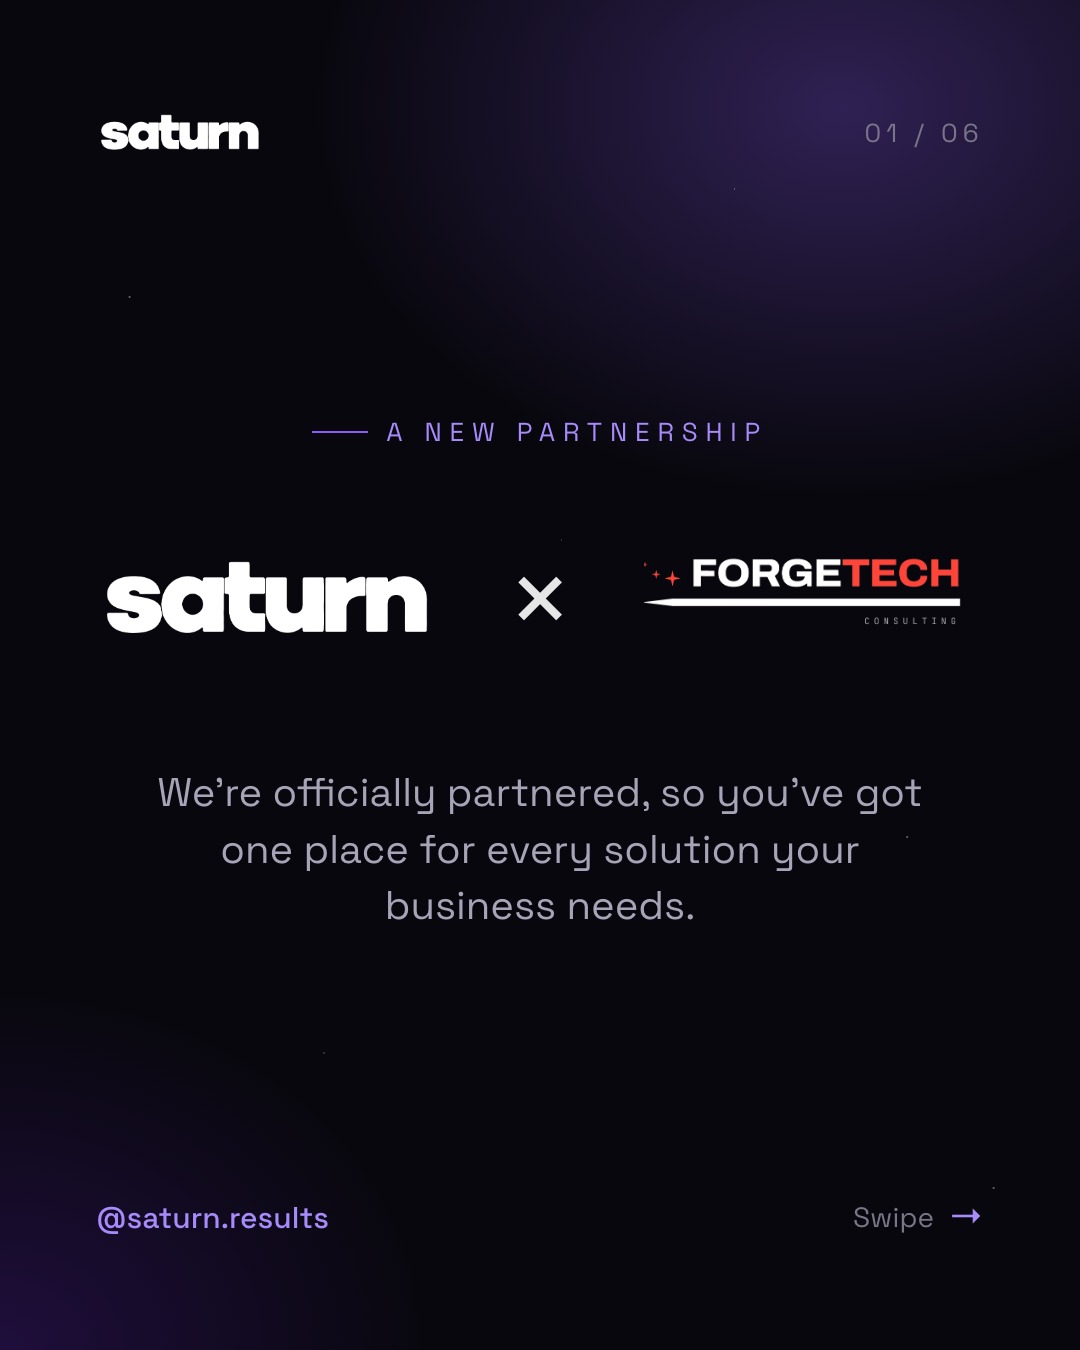 saturn
01 / 06
A NEW PARTNERSHIP
saturn × FORGETECH
CONSULTING
We’re officially partnered, so you’ve got
one place for every solution your
business needs.
@saturn.results
Swipe →